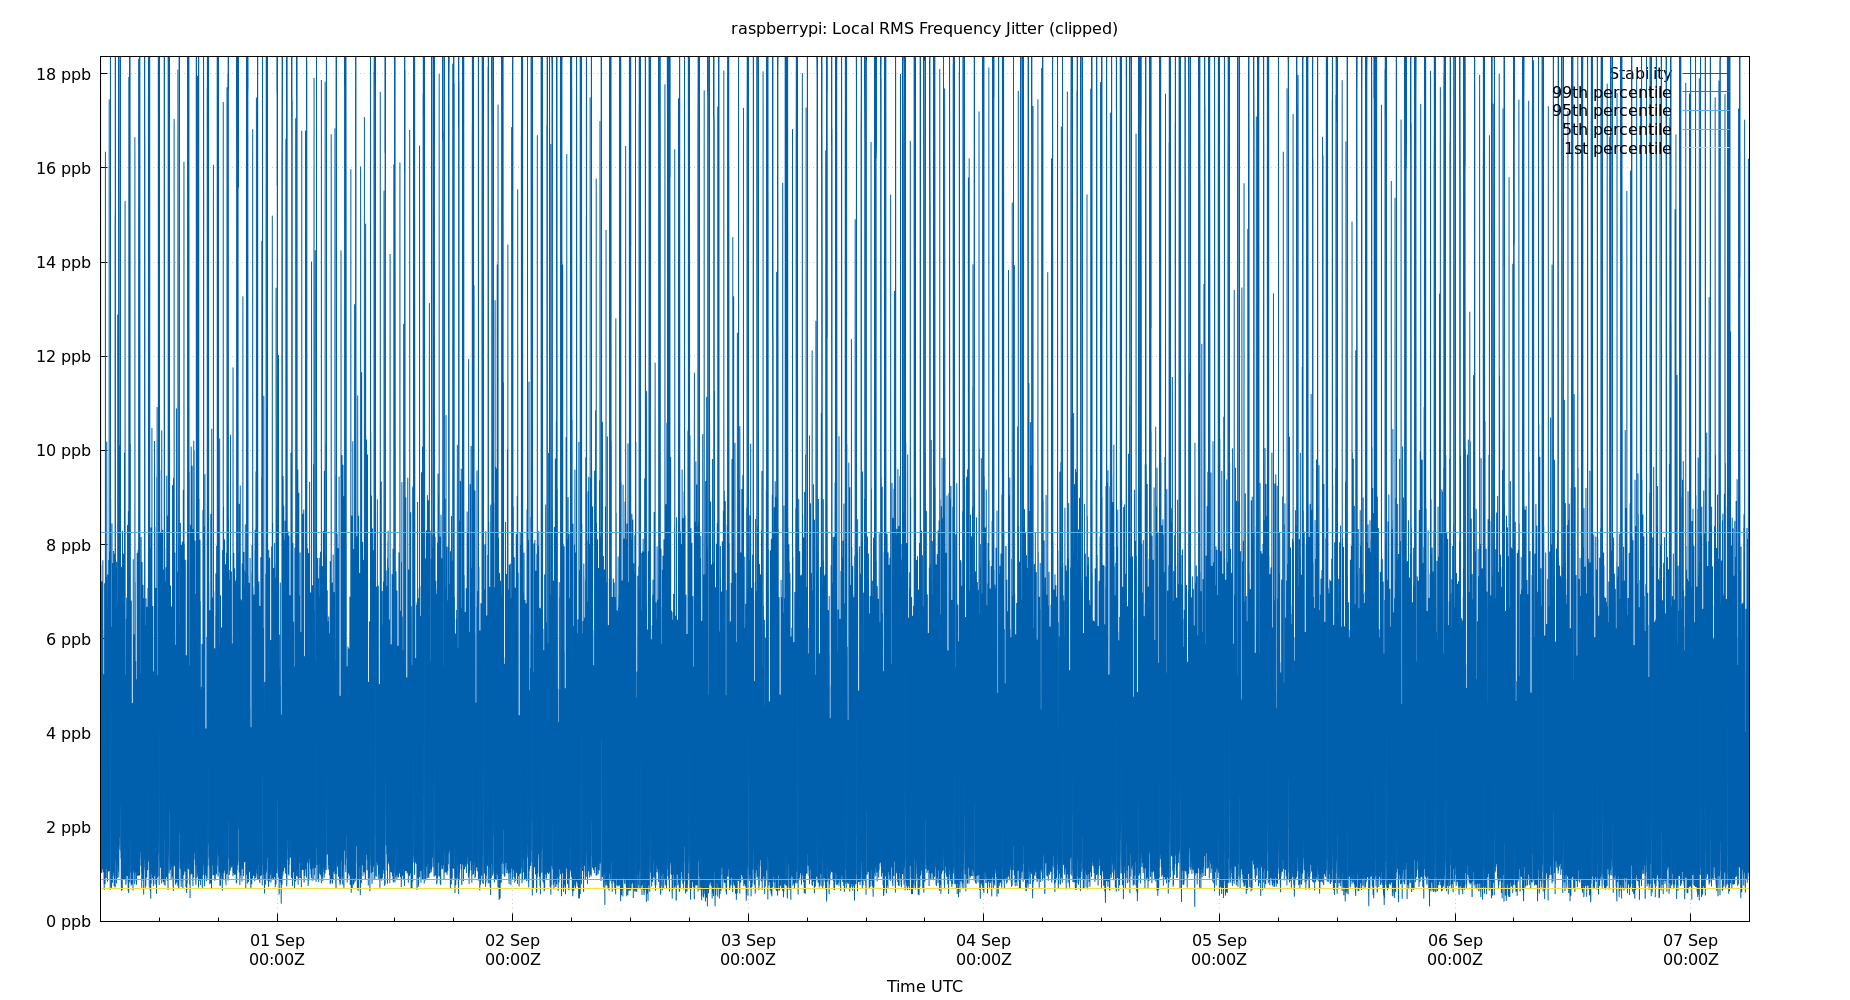 raspberrypi: Local RMS Frequency Jitter (clipped)
18 ppb
16 ppb
14 ppb
12 ppb
10 ppb
8 ppb
6 ppb
4 ppb
2 ppb
0 ppb
Stability
99th percentile
95th percentile
5th percentile
1st percentile
01 Sep
00:00Z
02 Sep
00:00Z
03 Sep
00:00Z
04 Sep
00:00Z
05 Sep
00:00Z
06 Sep
00:00Z
07 Sep
00:00Z
Time UTC